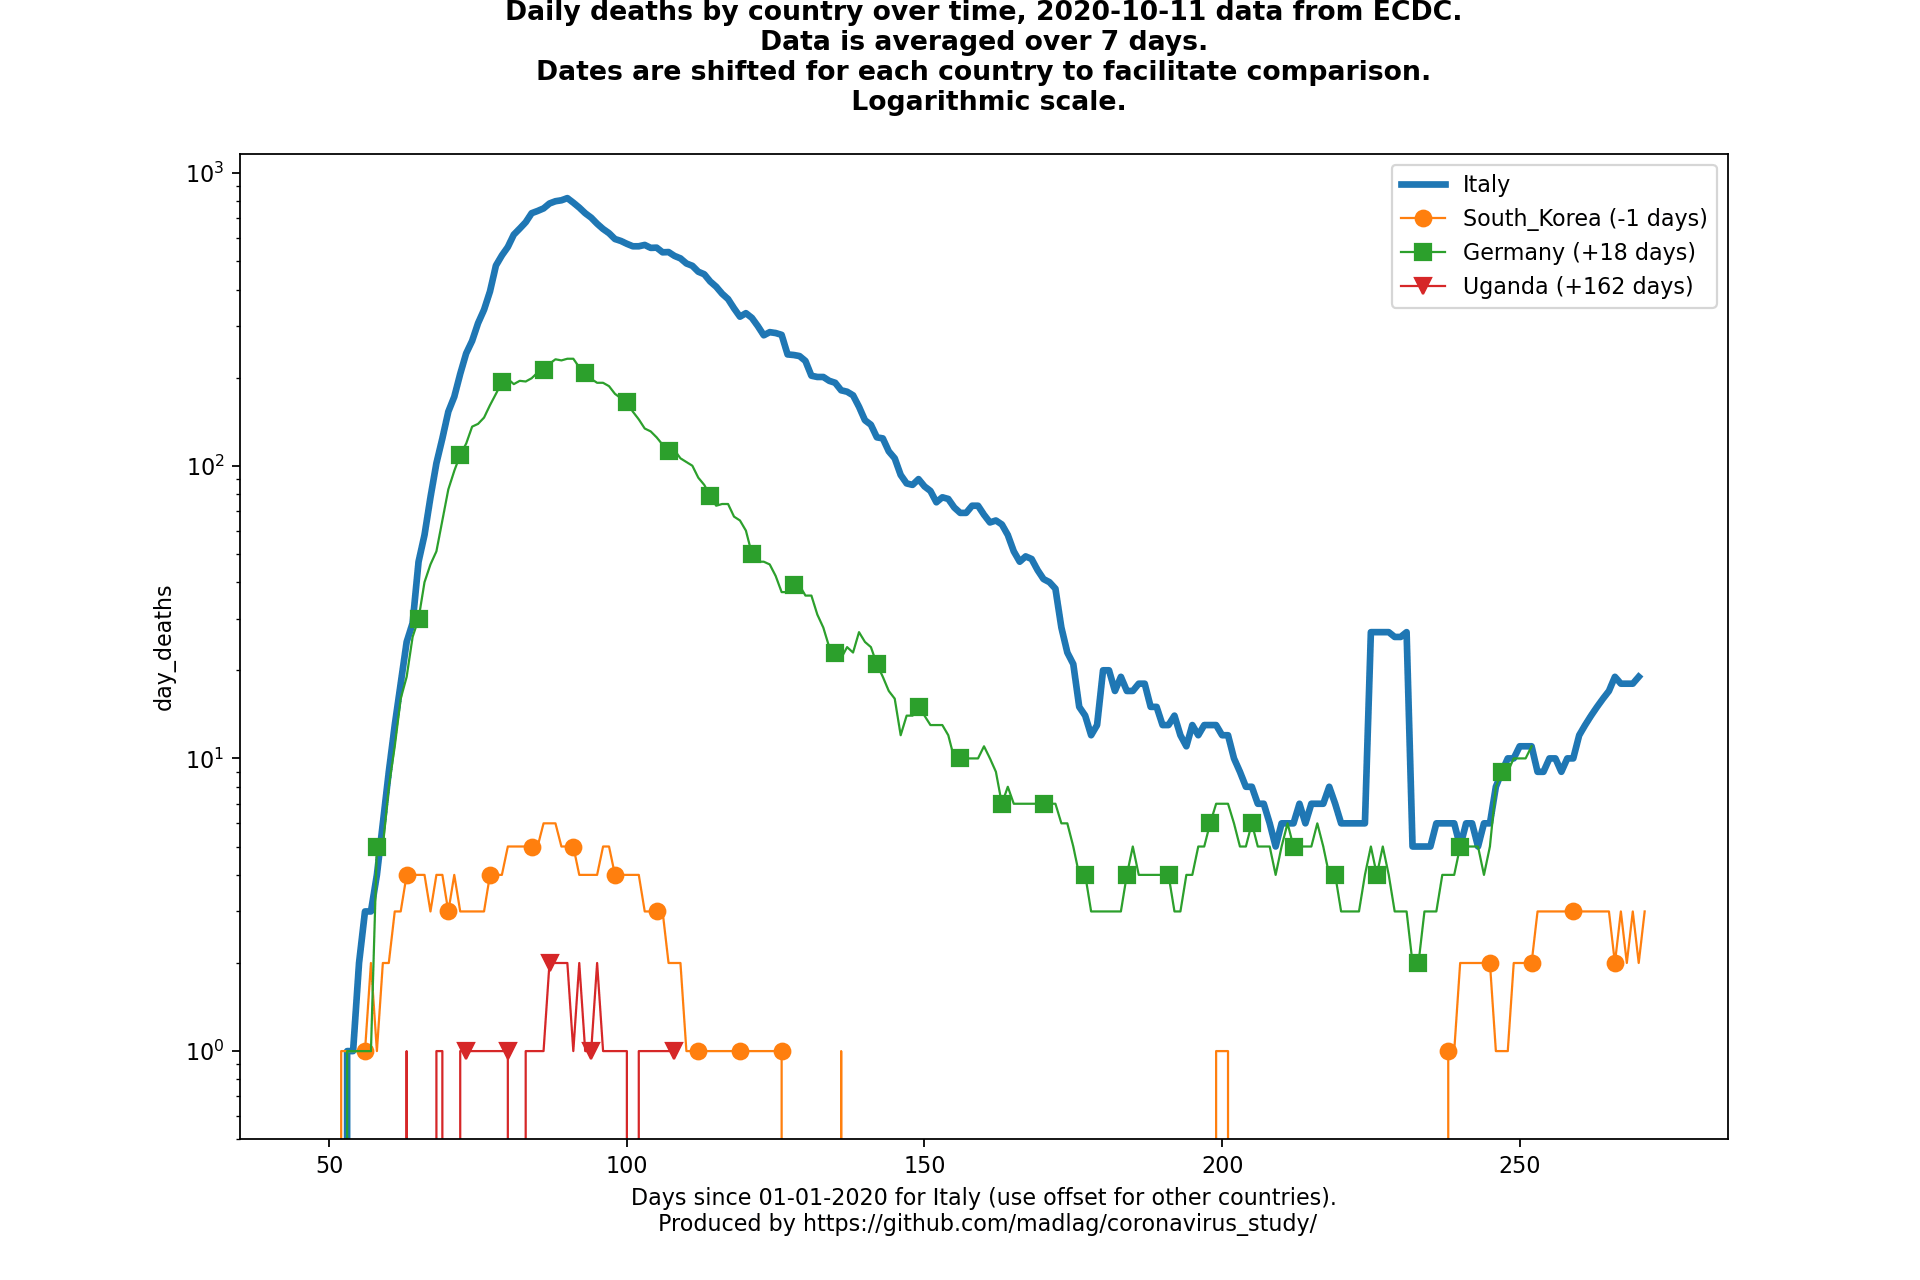 Daily deaths by country over time, 2020-10-11 data from ECDC.
Data is averaged over 7 days.
Dates are shifted for each country to facilitate comparison.
Logarithmic scale.
10³
10²
10¹
10⁰
day_deaths
Italy
South_Korea (-1 days)
Germany (+18 days)
Uganda (+162 days)
50
100
150
200
250
Days since 01-01-2020 for Italy (use offset for other countries).
Produced by https://github.com/madlag/coronavirus_study/